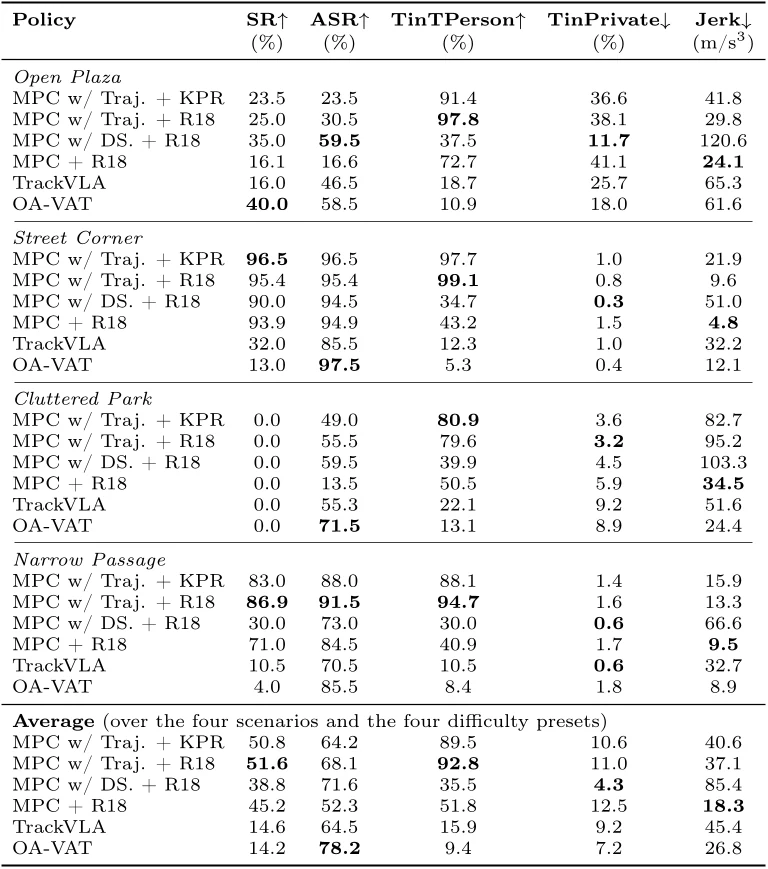 Policy SR↑ ASR↑ TinTPerson↑ TinPrivate↓ Jerk↓
(%) (%) (%) (%) (m/s³)
Open Plaza
MPC w/ Traj. + KPR 23.5 23.5 91.4 36.6 41.8
MPC w/ Traj. + R18 25.0 30.5 97.8 38.1 29.8
MPC w/ DS. + R18 35.0 59.5 37.5 11.7 120.6
MPC + R18 16.1 16.6 72.7 41.1 24.1
TrackVLA 16.0 46.5 18.7 25.7 65.3
OA-VAT 40.0 58.5 10.9 18.0 61.6
Street Corner
MPC w/ Traj. + KPR 96.5 96.5 97.7 1.0 21.9
MPC w/ Traj. + R18 95.4 95.4 99.1 0.8 9.6
MPC w/ DS. + R18 90.0 94.5 34.7 0.3 51.0
MPC + R18 93.9 94.9 43.2 1.5 4.8
TrackVLA 32.0 85.5 12.3 1.0 32.2
OA-VAT 13.0 97.5 5.3 0.4 12.1
Cluttered Park
MPC w/ Traj. + KPR 0.0 49.0 80.9 3.6 82.7
MPC w/ Traj. + R18 0.0 55.5 79.6 3.2 95.2
MPC w/ DS. + R18 0.0 59.5 39.9 4.5 103.3
MPC + R18 0.0 13.5 50.5 5.9 34.5
TrackVLA 0.0 55.3 22.1 9.2 51.6
OA-VAT 0.0 71.5 13.1 8.9 24.4
Narrow Passage
MPC w/ Traj. + KPR 83.0 88.0 88.1 1.4 15.9
MPC w/ Traj. + R18 86.9 91.5 94.7 1.6 13.3
MPC w/ DS. + R18 30.0 73.0 30.0 0.6 66.6
MPC + R18 71.0 84.5 40.9 1.7 9.5
TrackVLA 10.5 70.5 10.5 0.6 32.7
OA-VAT 4.0 85.5 8.4 1.8 8.9
Average (over the four scenarios and the four difficulty presets)
MPC w/ Traj. + KPR 50.8 64.2 89.5 10.6 40.6
MPC w/ Traj. + R18 51.6 68.1 92.8 11.0 37.1
MPC w/ DS. + R18 38.8 71.6 35.5 4.3 85.4
MPC + R18 45.2 52.3 51.8 12.5 18.3
TrackVLA 14.6 64.5 15.9 9.2 45.4
OA-VAT 14.2 78.2 9.4 7.2 26.8